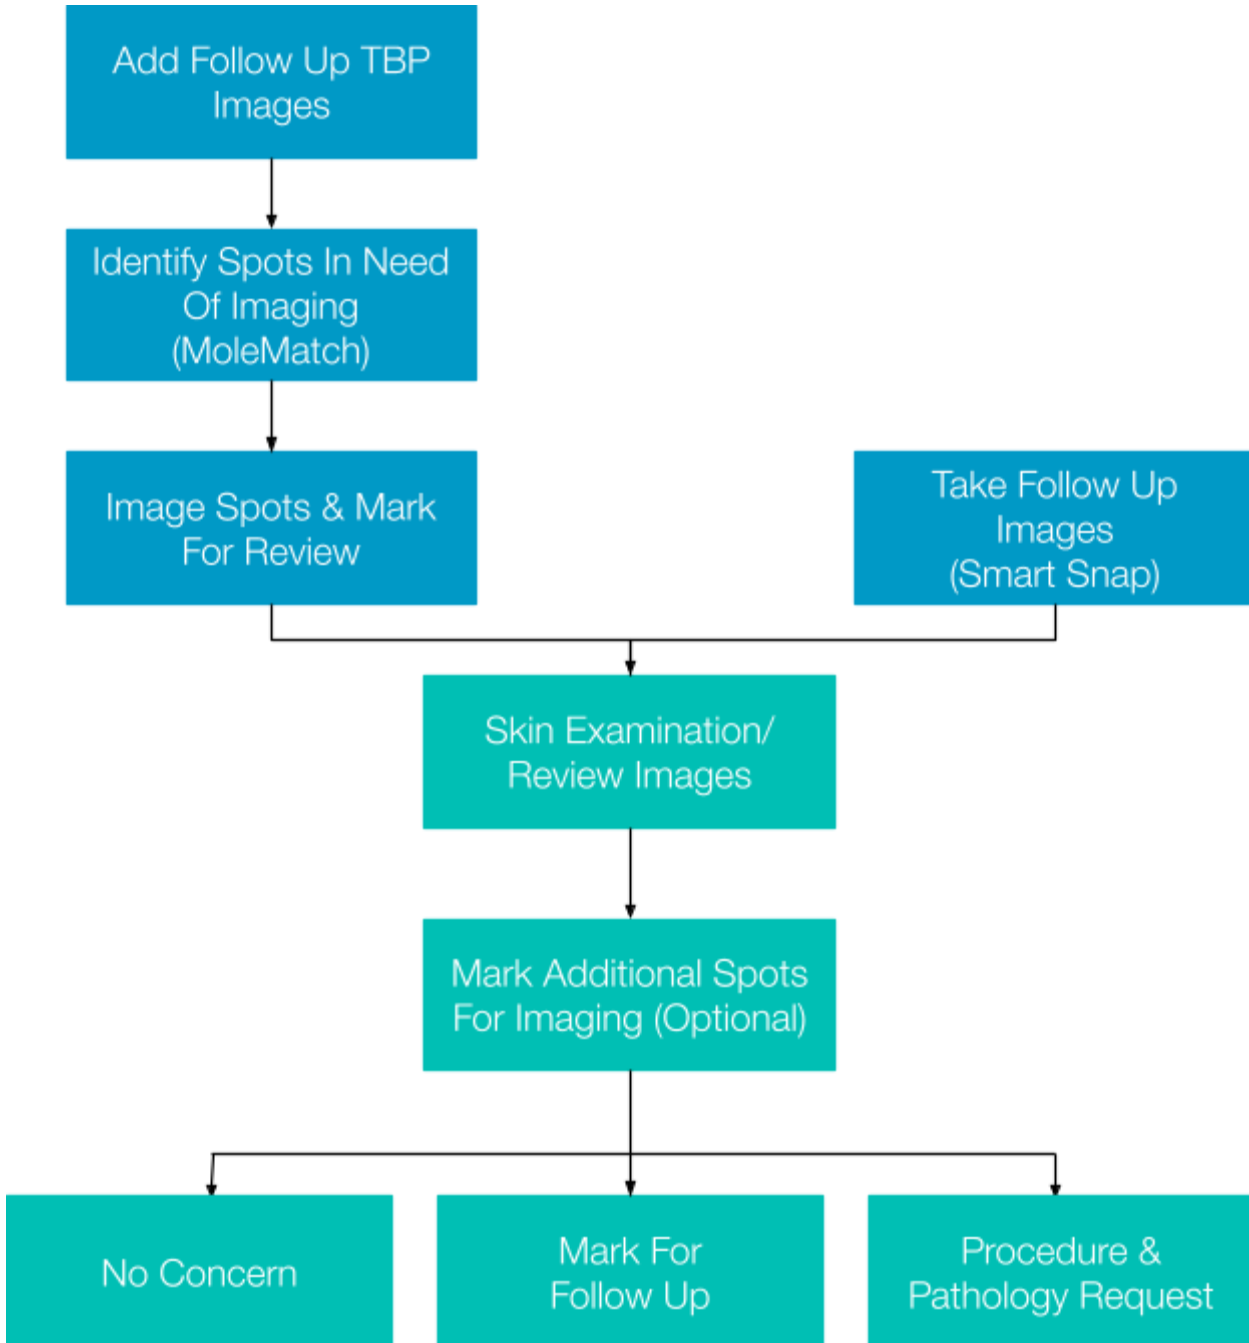 Add Follow Up TBP
Images
Identify Spots In Need
Of Imaging
(MoleMatch)
Image Spots & Mark
For Review
Take Follow Up
Images
(Smart Snap)
Skin Examination/
Review Images
Mark Additional Spots
For Imaging (Optional)
No Concern
Mark For
Follow Up
Procedure &
Pathology Request